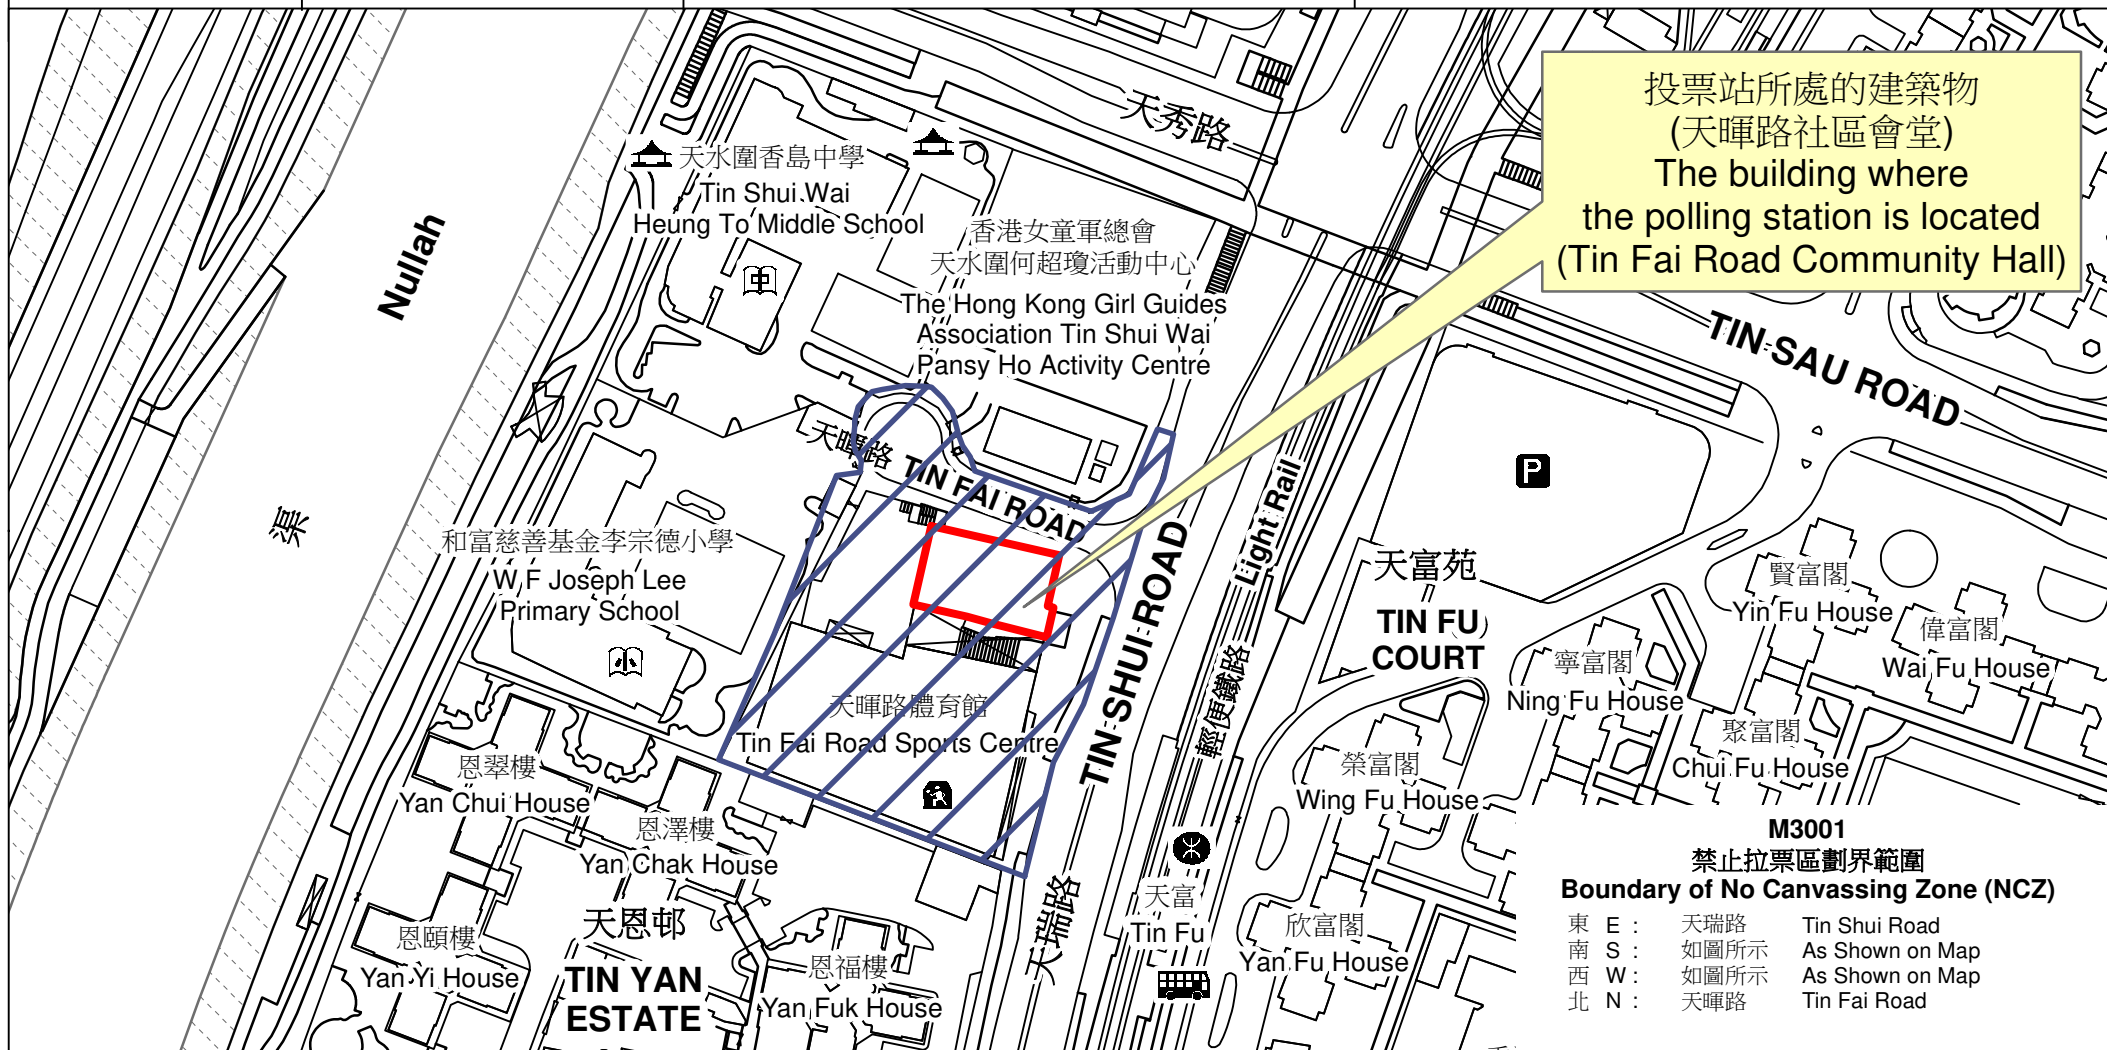 投票站所處的建築物
(天暉路社區會堂)
The building where
the polling station is located
(Tin Fai Road Community Hall)
天秀路
天水圍香島中學
Tin Shui Wai
Heung To Middle School
香港女童軍總會
天水圍何超瓊活動中心
The Hong Kong Girl Guides
Association Tin Shui Wai
Pansy Ho Activity Centre
Nullah
渠
TIN SAU ROAD
天暉路
TIN FAI ROAD
P
中
Light Rail
輕便鐵路
TIN SHUI ROAD
天瑞路
和富慈善基金李宗德小學
W F Joseph Lee
Primary School
小
天富苑
TIN FU
COURT
賢富閣
Yin Fu House
偉富閣
Wai Fu House
寧富閣
Ning Fu House
聚富閣
Chui Fu House
榮富閣
Wing Fu House
欣富閣
Yan Fu House
天暉路體育館
Tin Fai Road Sports Centre
恩翠樓
Yan Chui House
恩澤樓
Yan Chak House
恩頤樓
Yan Yi House
天恩邨
TIN YAN
ESTATE
恩福樓
Yan Fuk House
天富
Tin Fu
M3001
禁止拉票區劃界範圍
Boundary of No Canvassing Zone (NCZ)
東 E : 天瑞路 Tin Shui Road
南 S : 如圖所示 As Shown on Map
西 W : 如圖所示 As Shown on Map
北 N : 天暉路 Tin Fai Road